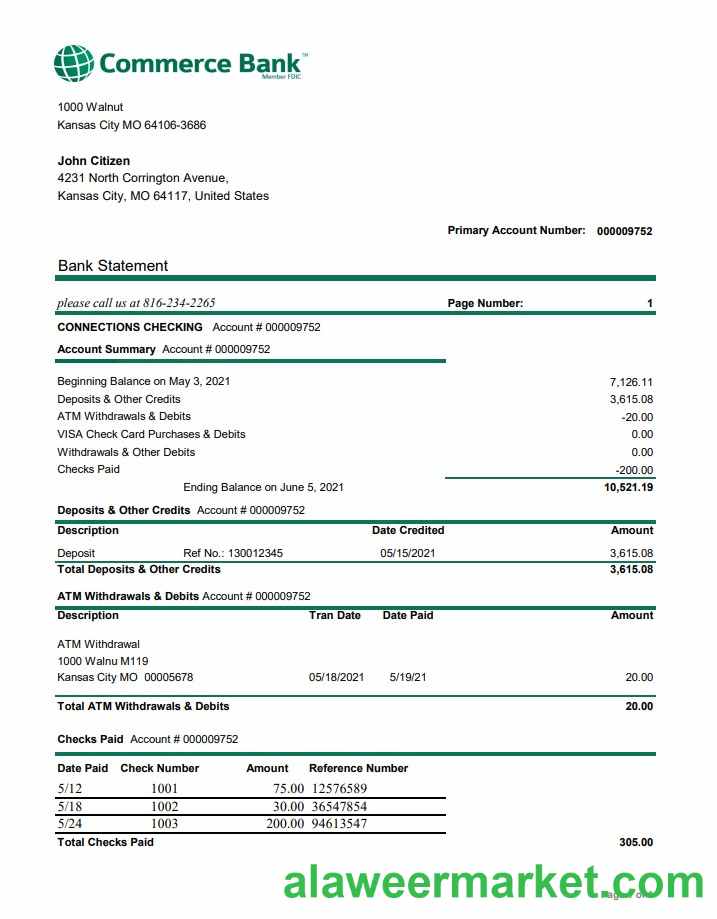 Commerce Bank™
Member FDIC
1000 Walnut
Kansas City MO 64106-3686
John Citizen
4231 North Corrington Avenue,
Kansas City, MO 64117, United States
Primary Account Number: 000009752
Bank Statement
please call us at 816-234-2265 Page Number: 1
CONNECTIONS CHECKING Account # 000009752
Account Summary Account # 000009752
Beginning Balance on May 3, 2021 7,126.11
Deposits & Other Credits 3,615.08
ATM Withdrawals & Debits -20.00
VISA Check Card Purchases & Debits 0.00
Withdrawals & Other Debits 0.00
Checks Paid -200.00
Ending Balance on June 5, 2021 10,521.19
Deposits & Other Credits Account # 000009752
Description Date Credited Amount
Deposit Ref No.: 130012345 05/15/2021 3,615.08
Total Deposits & Other Credits 3,615.08
ATM Withdrawals & Debits Account # 000009752
Description Tran Date Date Paid Amount
ATM Withdrawal
1000 Walnu M119
Kansas City MO 00005678 05/18/2021 5/19/21 20.00
Total ATM Withdrawals & Debits 20.00
Checks Paid Account # 000009752
Date Paid Check Number Amount Reference Number
5/12 1001 75.00 12576589
5/18 1002 30.00 36547854
5/24 1003 200.00 94613547
Total Checks Paid 305.00
alaweermarket.com